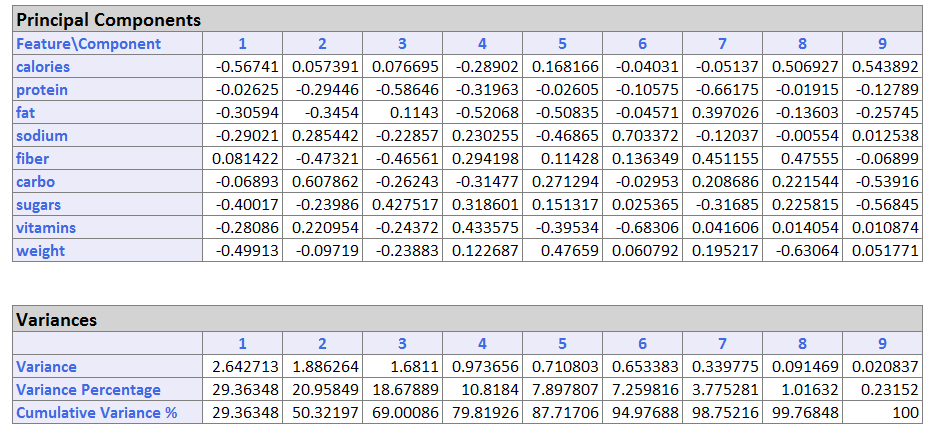 Principal Components
Feature\Component 1 2 3 4 5 6 7 8 9
calories -0.56741 0.057391 0.076695 -0.28902 0.168166 -0.04031 -0.05137 0.506927 0.543892
protein -0.02625 -0.29446 -0.58646 -0.31963 -0.02605 -0.10575 -0.66175 -0.01915 -0.12789
fat -0.30594 -0.3454 0.1143 -0.52068 -0.50835 -0.04571 0.397026 -0.13603 -0.25745
sodium -0.29021 0.285442 -0.22857 0.230255 -0.46865 0.703372 -0.12037 -0.00554 0.012538
fiber 0.081422 -0.47321 -0.46561 0.294198 0.11428 0.136349 0.451155 0.47555 -0.06899
carbo -0.06893 0.607862 -0.26243 -0.31477 0.271294 -0.02953 0.208686 0.221544 -0.53916
sugars -0.40017 -0.23986 0.427517 0.318601 0.151317 0.025365 -0.31685 0.225815 -0.56845
vitamins -0.28086 0.220954 -0.24372 0.433575 -0.39534 -0.68306 0.041606 0.014054 0.010874
weight -0.49913 -0.09719 -0.23883 0.122687 0.47659 0.060792 0.195217 -0.63064 0.051771
Variances
1 2 3 4 5 6 7 8 9
Variance 2.642713 1.886264 1.6811 0.973656 0.710803 0.653383 0.339775 0.091469 0.020837
Variance Percentage 29.36348 20.95849 18.67889 10.8184 7.897807 7.259816 3.775281 1.01632 0.23152
Cumulative Variance % 29.36348 50.32197 69.00086 79.81926 87.71706 94.97688 98.75216 99.76848 100